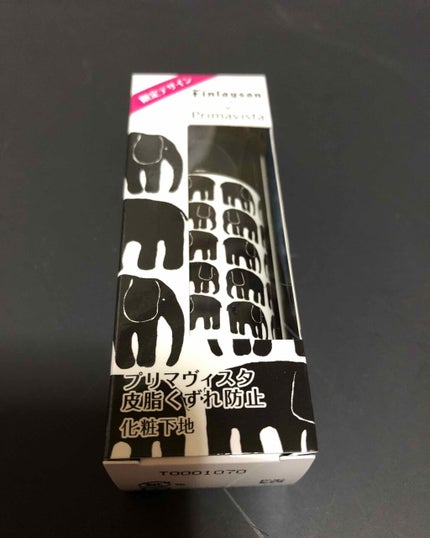 限定デザイン
Finlayson
×
Primavista
プリマヴィスタ
皮脂くずれ防止
化粧下地
T0001070